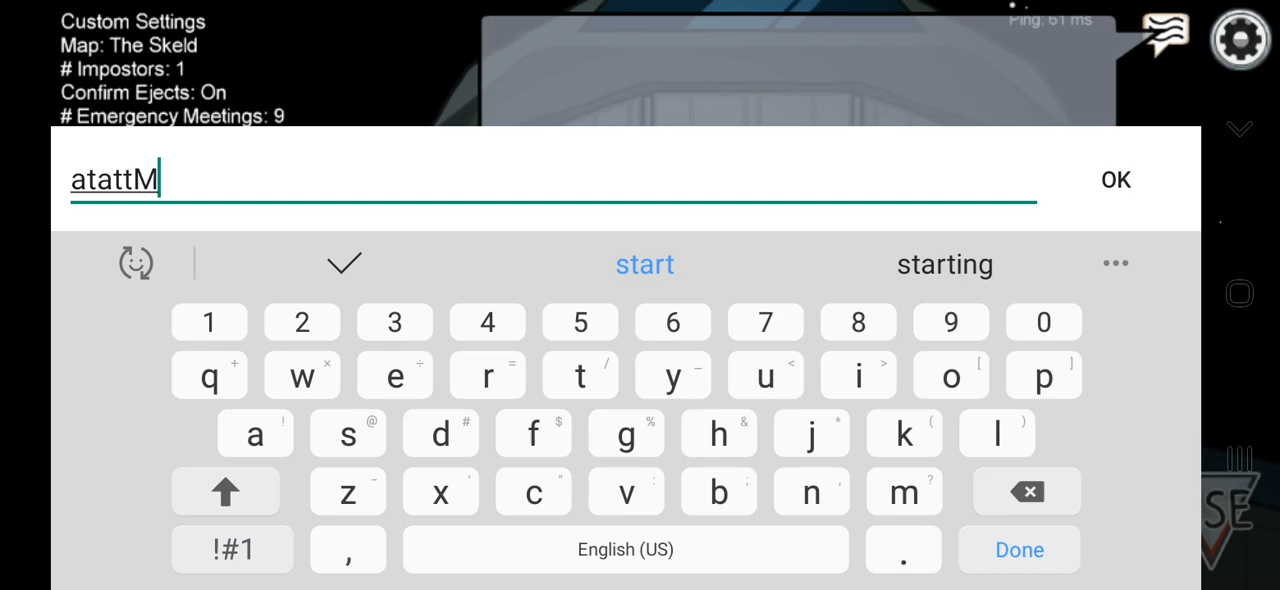 Custom Settings
Map: The Skeld
# Impostors: 1
Confirm Ejects: On
# Emergency Meetings: 9
Ping: 61 ms
atattM
OK
start
starting
1 2 3 4 5 6 7 8 9 0
q + w × e ÷ r = t / y _ u < i > o [ p ]
a ! s @ d # f $ g % h & j * k ( l )
z - x ' c " v : b ; n , m ?
!#1 , English (US) . Done
SE